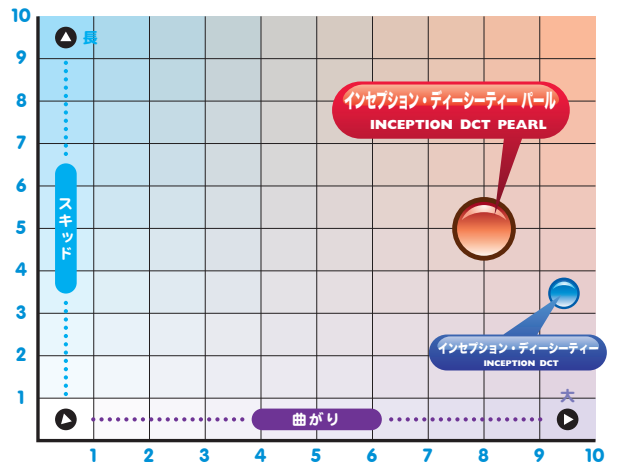 10
9
8
7
6
5
4
3
2
1
長
スキッド
インセプション・ディーシーティー パール
INCEPTION DCT PEARL
インセプション・ディーシーティー
INCEPTION DCT
大
曲がり
1 2 3 4 5 6 7 8 9 10